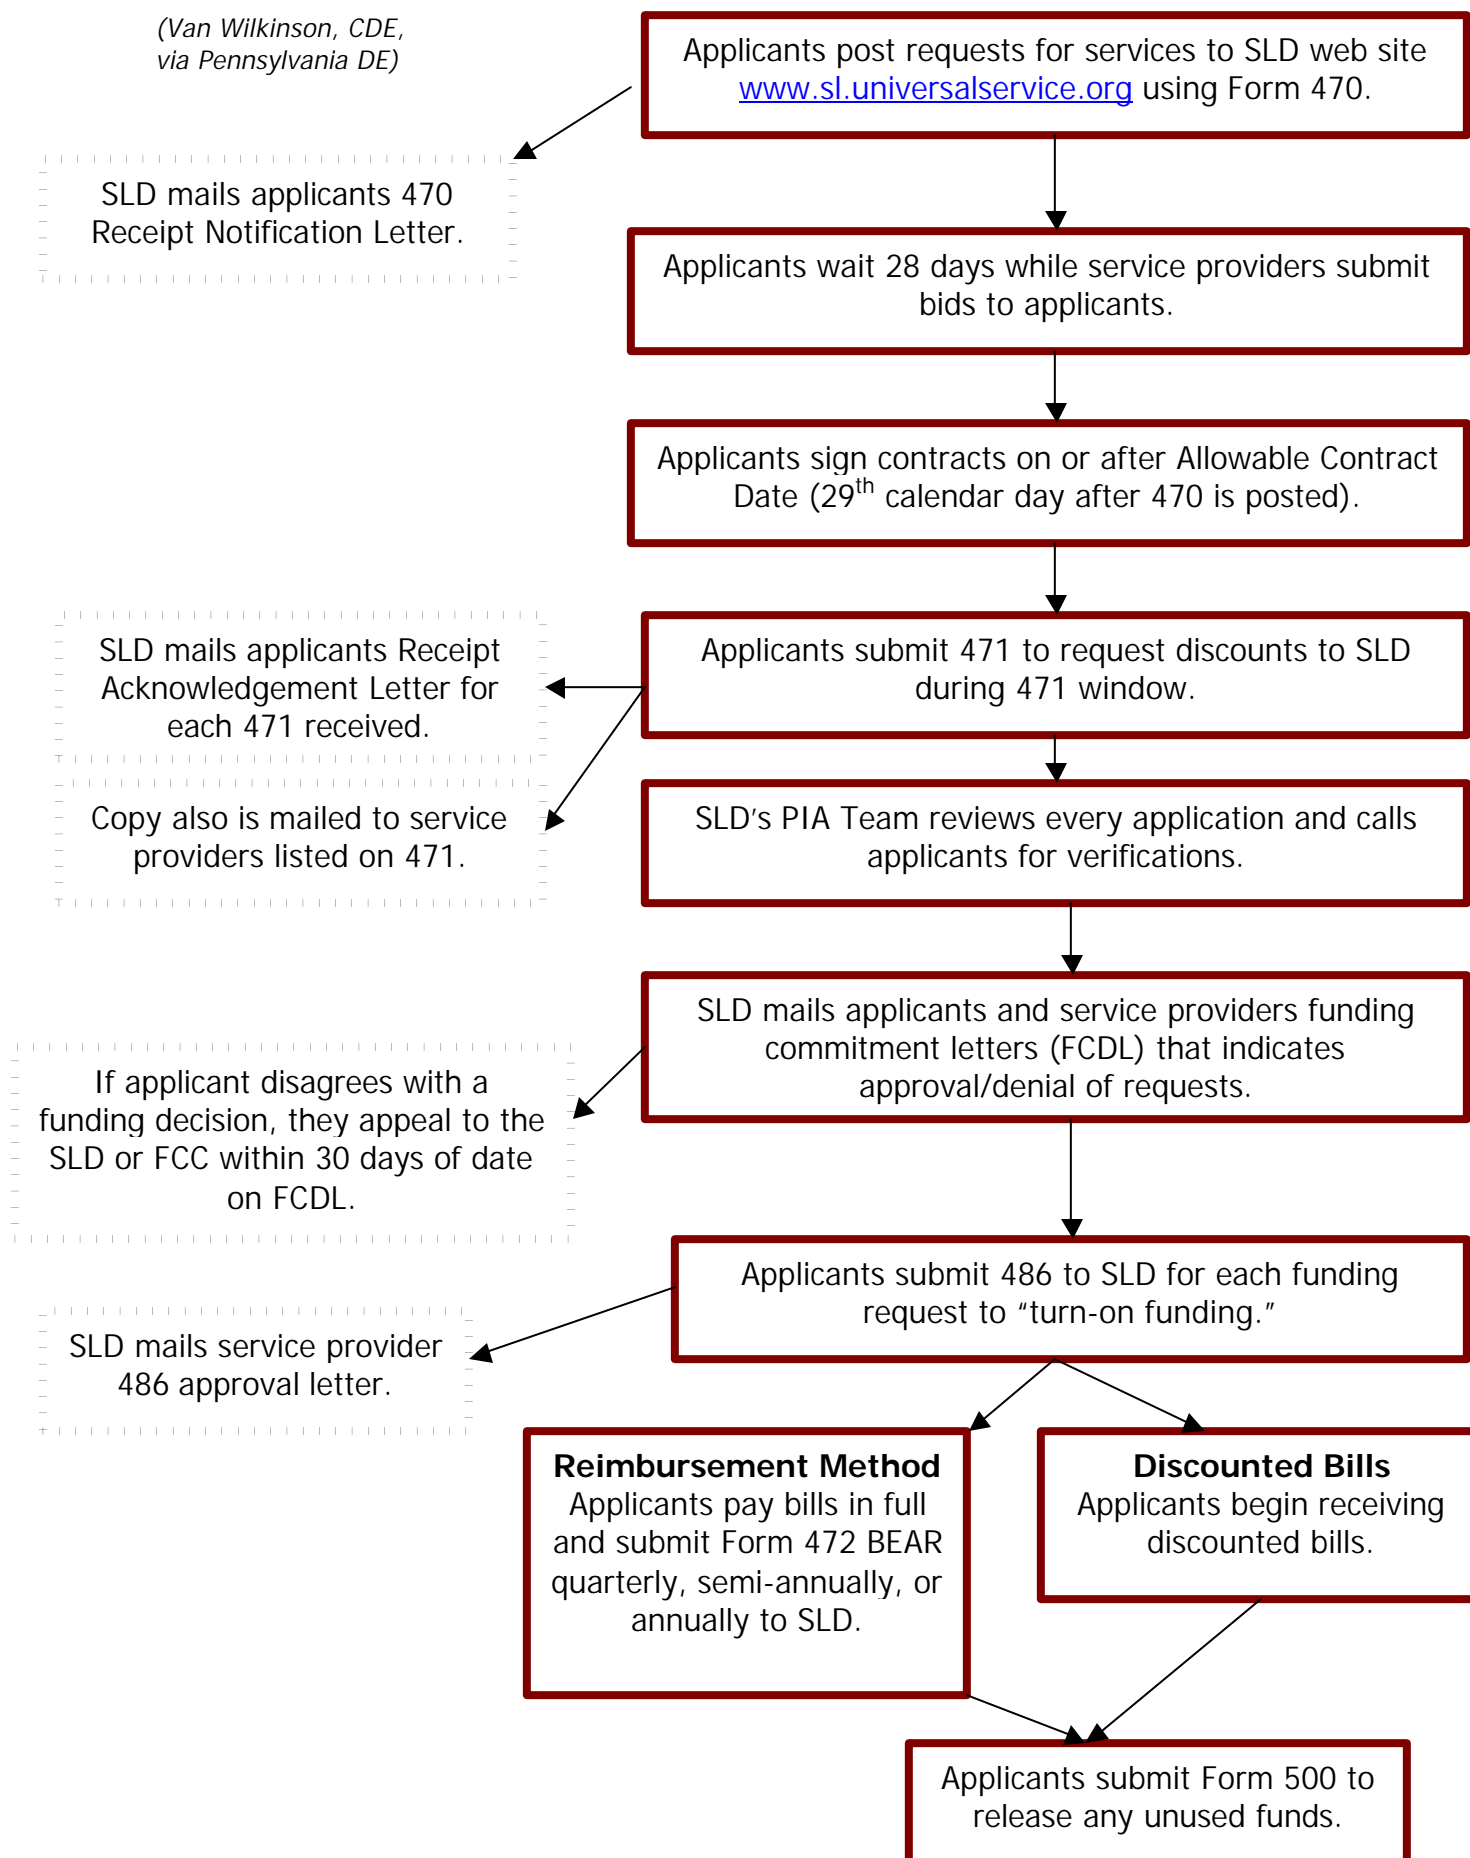 (Van Wilkinson, CDE,
via Pennsylvania DE)
Applicants post requests for services to SLD web site
www.sl.universalservice.org using Form 470.
SLD mails applicants 470
Receipt Notification Letter.
Applicants wait 28 days while service providers submit
bids to applicants.
Applicants sign contracts on or after Allowable Contract
Date (29th calendar day after 470 is posted).
SLD mails applicants Receipt
Acknowledgement Letter for
each 471 received.
Applicants submit 471 to request discounts to SLD
during 471 window.
Copy also is mailed to service
providers listed on 471.
SLD's PIA Team reviews every application and calls
applicants for verifications.
SLD mails applicants and service providers funding
commitment letters (FCDL) that indicates
approval/denial of requests.
If applicant disagrees with a
funding decision, they appeal to the
SLD or FCC within 30 days of date
on FCDL.
Applicants submit 486 to SLD for each funding
request to “turn-on funding.”
SLD mails service provider
486 approval letter.
Reimbursement Method
Applicants pay bills in full
and submit Form 472 BEAR
quarterly, semi-annually, or
annually to SLD.
Discounted Bills
Applicants begin receiving
discounted bills.
Applicants submit Form 500 to
release any unused funds.